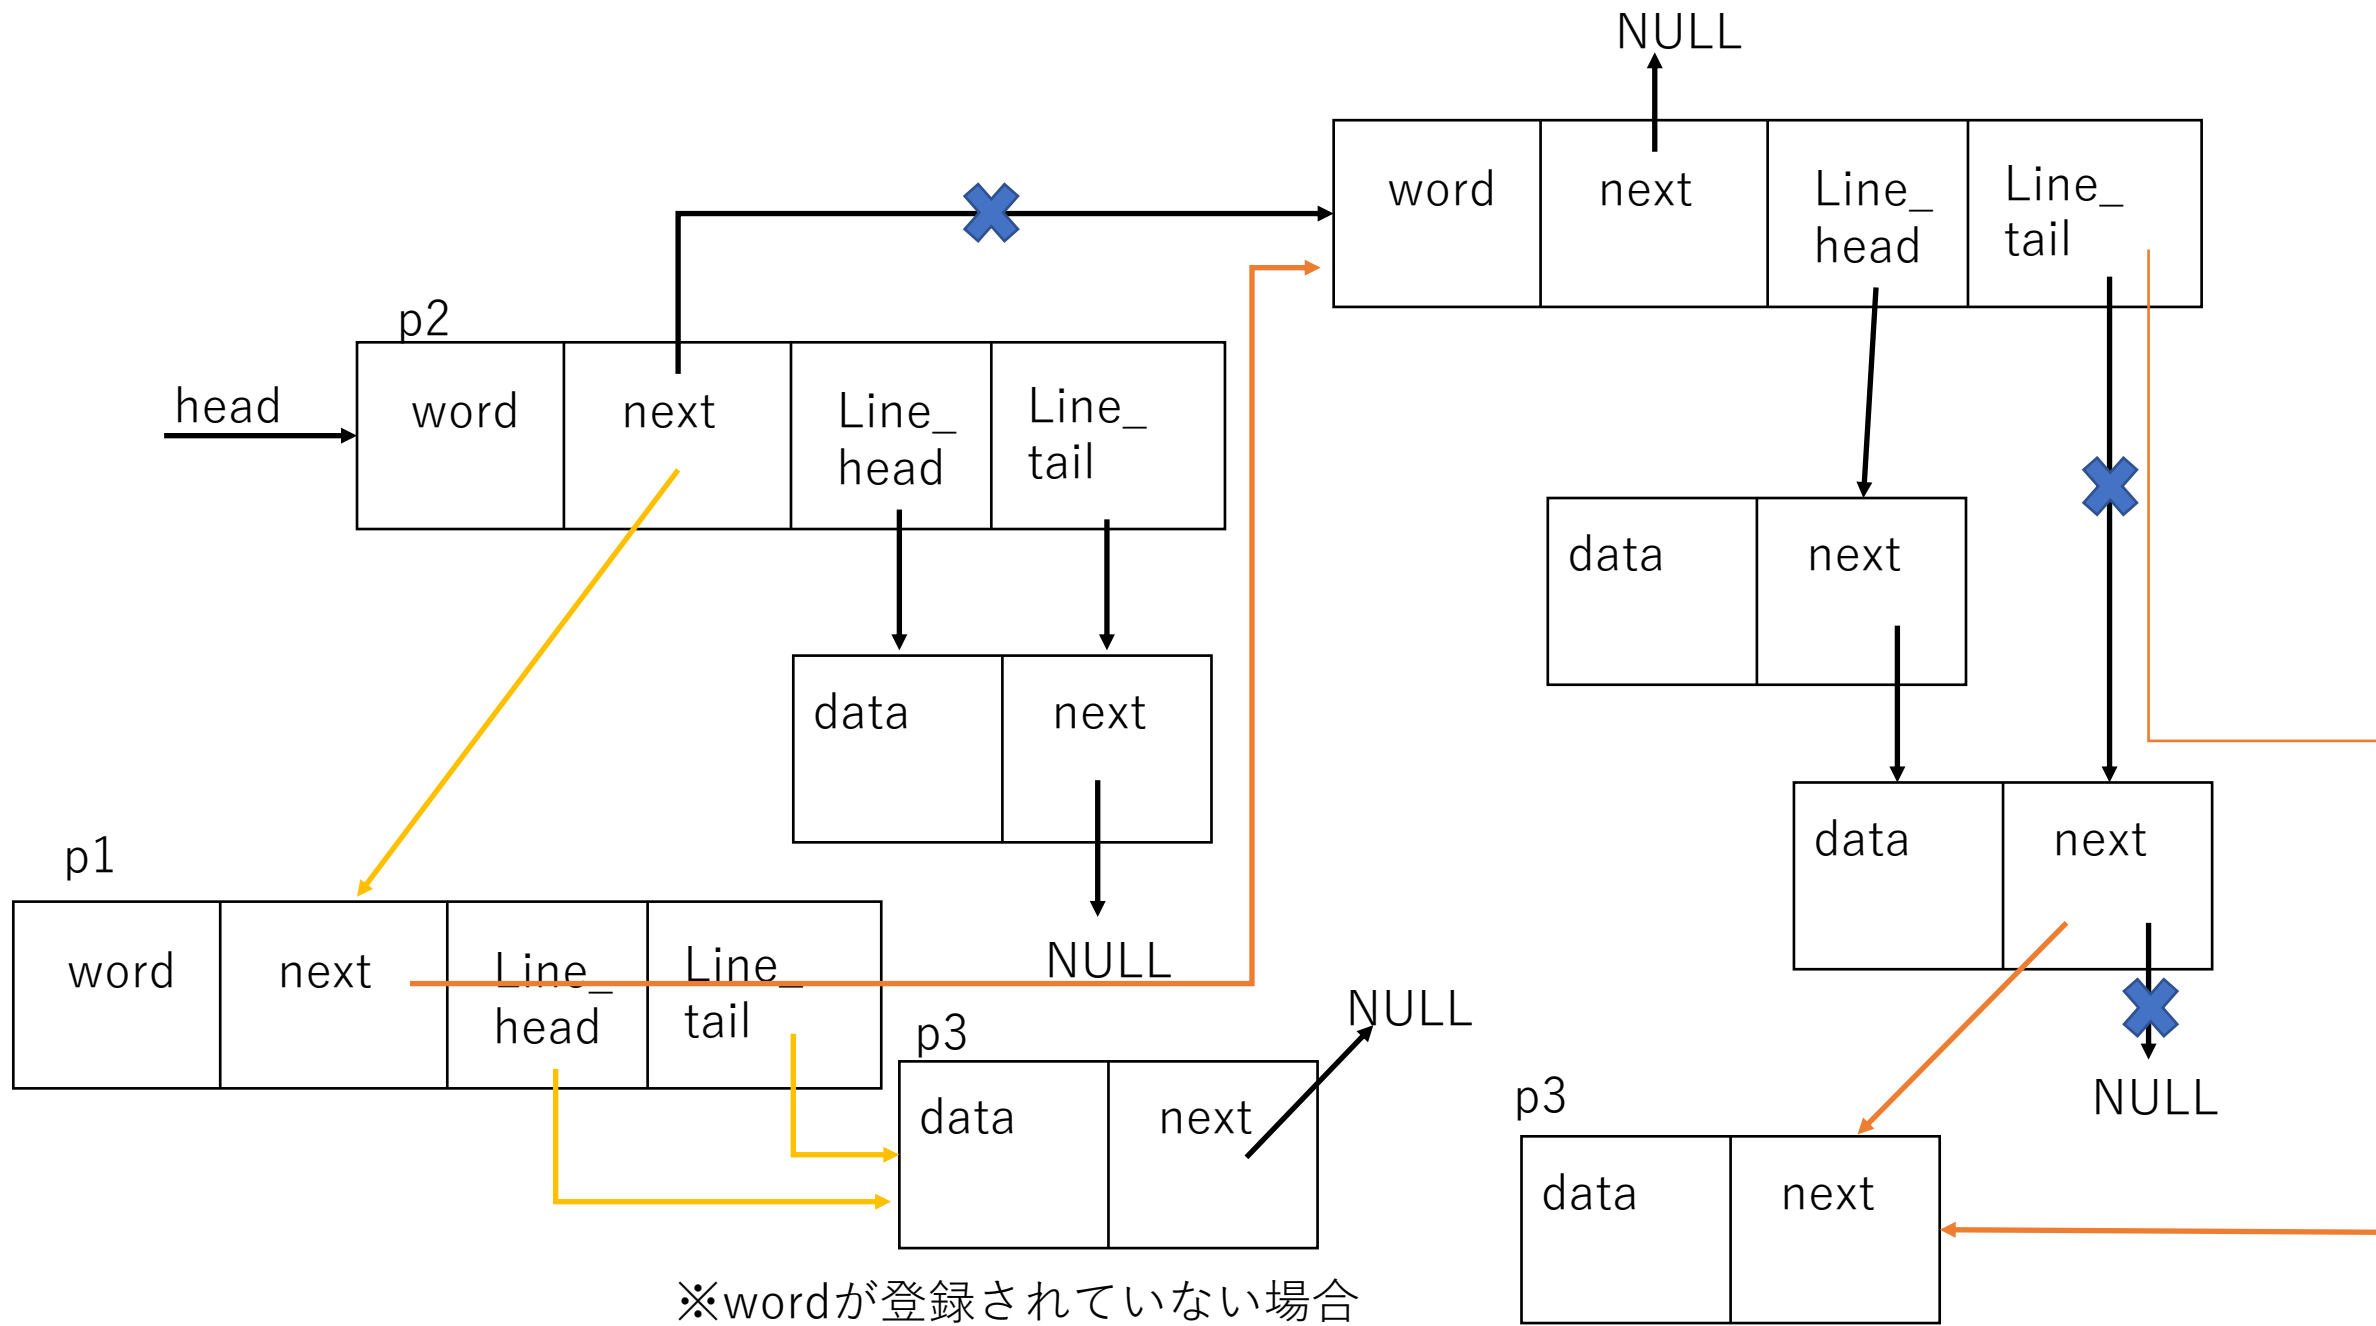 NULL
word
next
Line_
head
Line_
tail
p2
head
word
next
Line_
head
Line_
tail
data
next
data
next
NULL
data
next
NULL
p1
word
next
Line_
head
Line_
tail
p3
data
next
NULL
p3
data
next
※wordが登録されていない場合